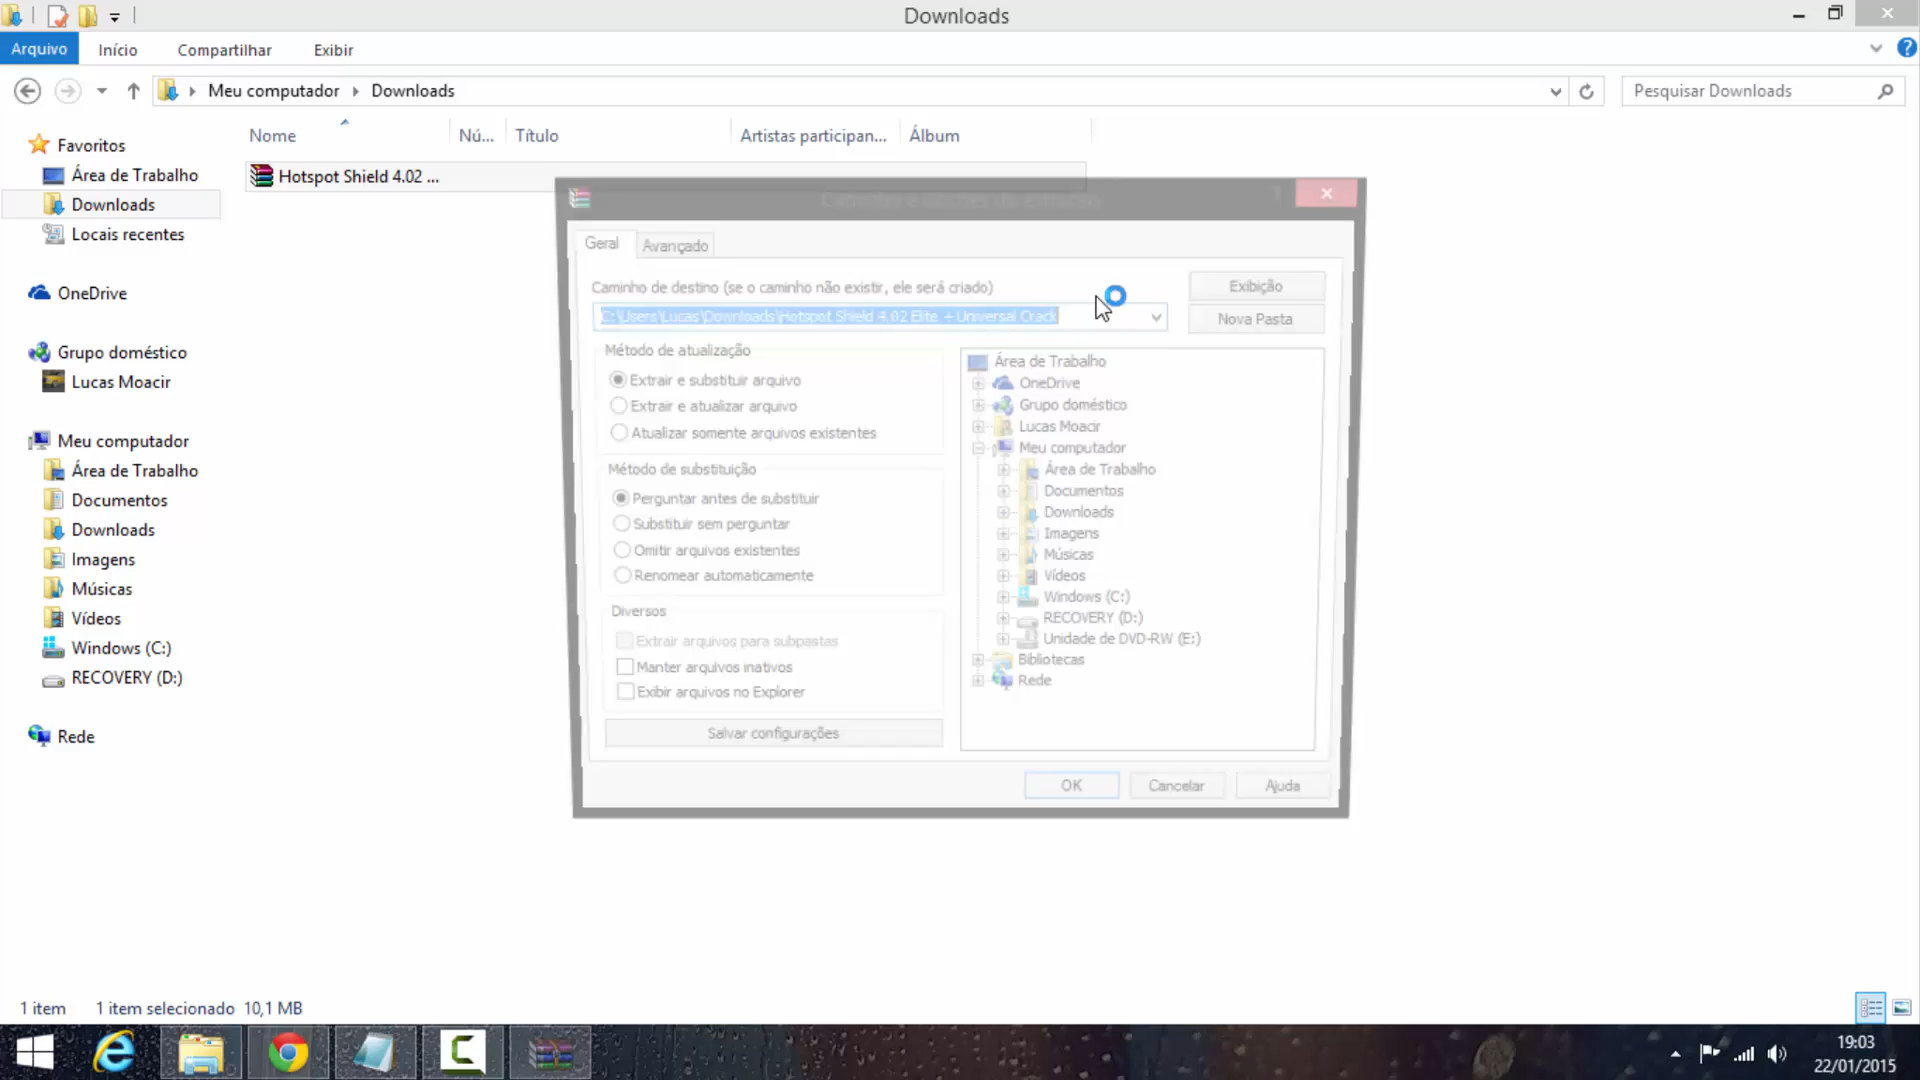 Downloads
Arquivo Início Compartilhar Exibir
Meu computador Downloads
Pesquisar Downloads
Nome Nú... Título Artistas participan... Álbum
Hotspot Shield 4.02 ...
Favoritos
Área de Trabalho
Downloads
Locais recentes
OneDrive
Grupo doméstico
Lucas Moacir
Meu computador
Área de Trabalho
Documentos
Downloads
Imagens
Músicas
Vídeos
Windows (C:)
RECOVERY (D:)
Rede
Geral Avançado
Caminho de destino (se o caminho não existir, ele será criado)
C:\Users\Lucas\Downloads\Hotspot Shield 4.02 Elite + Universal Crack
Exibição
Nova Pasta
Método de atualização
Extrair e substituir arquivo
Extrair e atualizar arquivo
Atualizar somente arquivos existentes
Método de substituição
Perguntar antes de substituir
Substituir sem perguntar
Omitir arquivos existentes
Renomear automaticamente
Diversos
Extrair arquivos para subpastas
Manter arquivos inativos
Exibir arquivos no Explorer
Salvar configurações
Área de Trabalho
OneDrive
Grupo doméstico
Lucas Moacir
Meu computador
Área de Trabalho
Documentos
Downloads
Imagens
Músicas
Vídeos
Windows (C:)
RECOVERY (D:)
Unidade de DVD-RW (E:)
Bibliotecas
Rede
OK Cancelar Ajuda
1 item 1 item selecionado 10,1 MB
19:03
22/01/2015